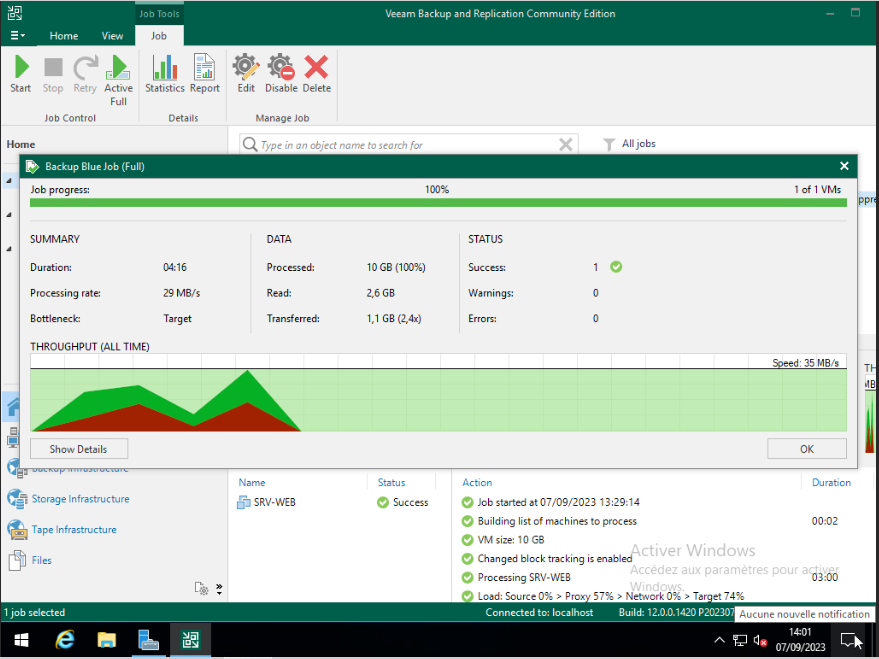 Job Tools
Veeam Backup and Replication Community Edition
Home View Job
Start Stop Retry Active Full Statistics Report Edit Disable Delete
Job Control Details Manage Job
Home
Type in an object name to search for
All jobs
Backup Blue Job (Full)
Job progress: 100% 1 of 1 VMs
SUMMARY DATA STATUS
Duration: 04:16 Processed: 10 GB (100%) Success: 1
Processing rate: 29 MB/s Read: 2,6 GB Warnings: 0
Bottleneck: Target Transferred: 1,1 GB (2,4x) Errors: 0
THROUGHPUT (ALL TIME)
Speed: 35 MB/s
Show Details OK
Backup Infrastructure
Storage Infrastructure
Tape Infrastructure
Files
Name Status Action Duration
SRV-WEB Success Job started at 07/09/2023 13:29:14
Building list of machines to process 00:02
VM size: 10 GB
Changed block tracking is enabled
Processing SRV-WEB 03:00
Load: Source 0% > Proxy 57% > Network 0% > Target 74%
Activer Windows
Accédez aux paramètres pour activer
Windows.
1 job selected Connected to: localhost Build: 12.0.0.1420 P202307
Aucune nouvelle notification
14:01
07/09/2023